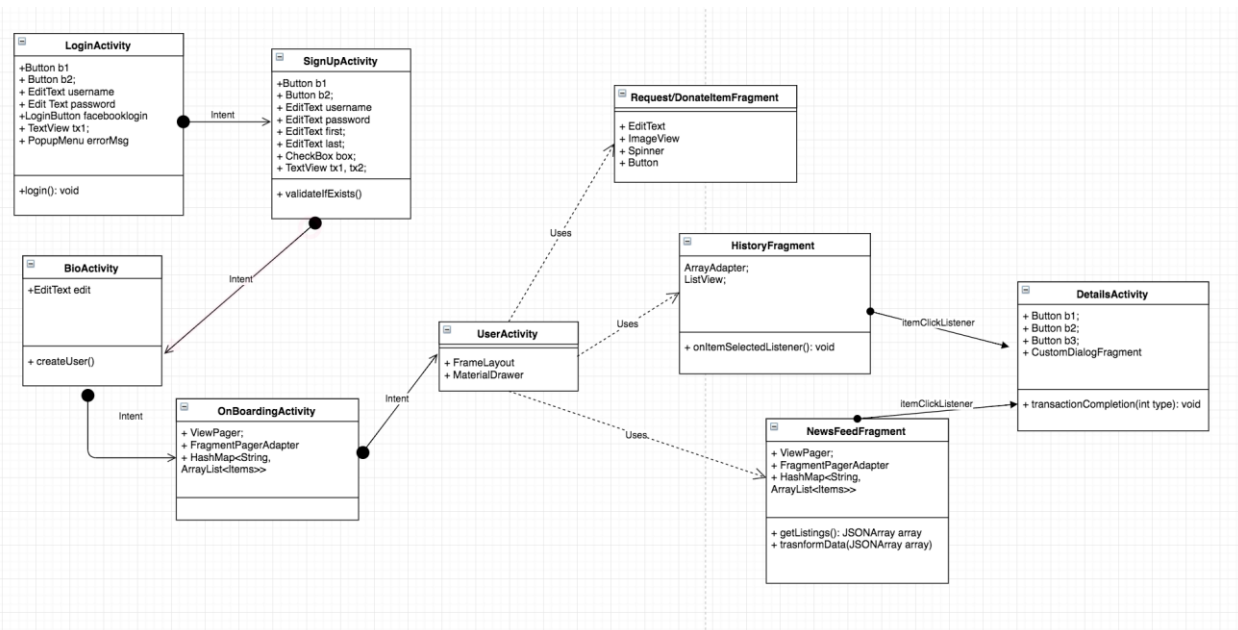 LoginActivity
+Button b1
+ Button b2;
+ EditText username
+ Edit Text password
+LoginButton facebooklogin
+ TextView tx1;
+ PopupMenu errorMsg
+login(): void
Intent
SignUpActivity
+Button b1
+ Button b2;
+ EditText username
+ EditText password
+ EditText first;
+ EditText last;
+ CheckBox box;
+ TextView tx1, tx2;
+ validateIfExists()
Intent
BioActivity
+EditText edit
+ createUser()
Intent
OnBoardingActivity
+ ViewPager;
+ FragmentPagerAdapter
+ HashMap<String,
ArrayList<Items>>
Intent
UserActivity
+ FrameLayout
+ MaterialDrawer
Uses
Request/DonateItemFragment
+ EditText
+ ImageView
+ Spinner
+ Button
Uses
HistoryFragment
ArrayAdapter;
ListView;
+ onItemSelectedListener(): void
itemClickListener
DetailsActivity
+ Button b1;
+ Button b2;
+ Button b3;
+ CustomDialogFragment
+ transactionCompletion(int type): void
itemClickListener
Uses
NewsFeedFragment
+ ViewPager;
+ FragmentPagerAdapter
+ HashMap<String,
ArrayList<Items>>
+ getListings(): JSONArray array
+ trasnformData(JSONArray array)